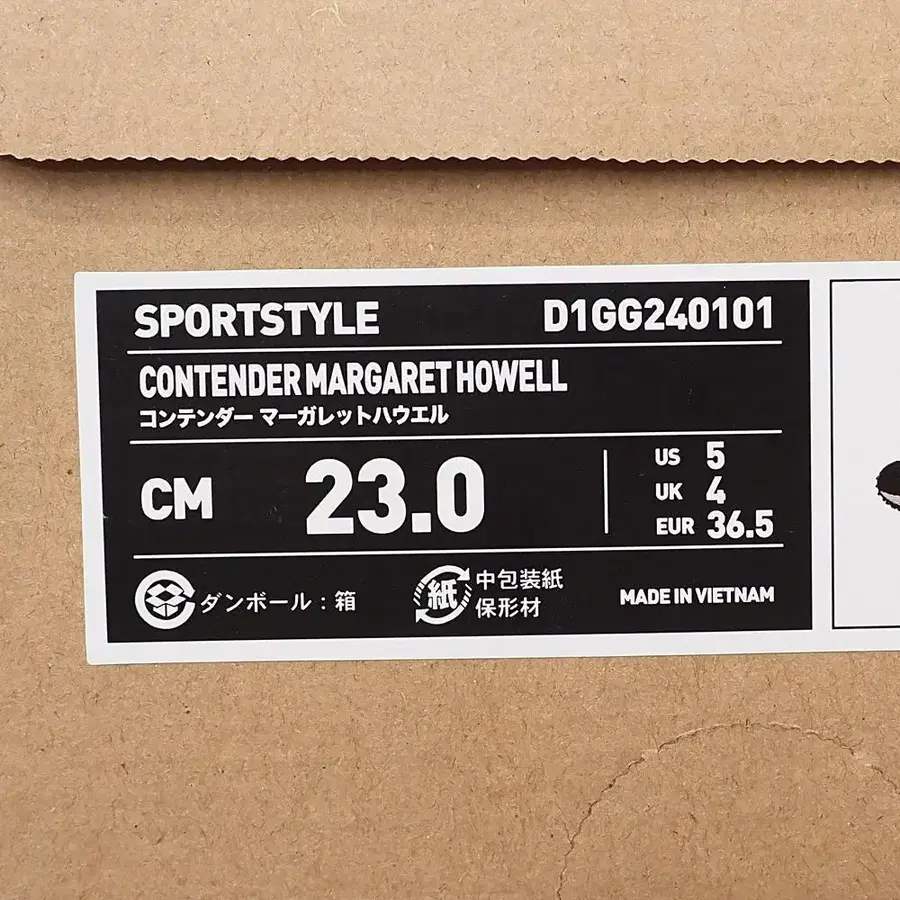 SPORTSTYLE D1GG240101
CONTENDER MARGARET HOWELL
コンテンダー マーガレットハウエル
CM 23.0
US 5
UK 4
EUR 36.5
ダンボール：箱
紙 中包装紙
保形材
MADE IN VIETNAM